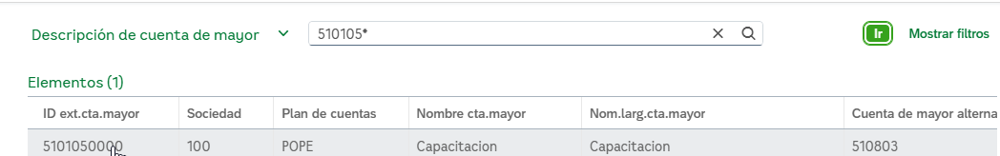 Descripción de cuenta de mayor 510105* Ir Mostrar filtros
Elementos (1)
ID ext.cta.mayor Sociedad Plan de cuentas Nombre cta.mayor Nom.larg.cta.mayor Cuenta de mayor alterna
5101050000 100 POPE Capacitacion Capacitacion 510803